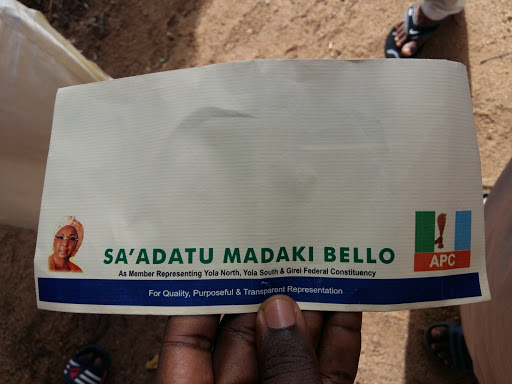 SA'ADATU MADAKI BELLO
As Member Representing Yola North, Yola South & Girei Federal Constituency
APC
For Quality, Purposeful & Transparent Representation